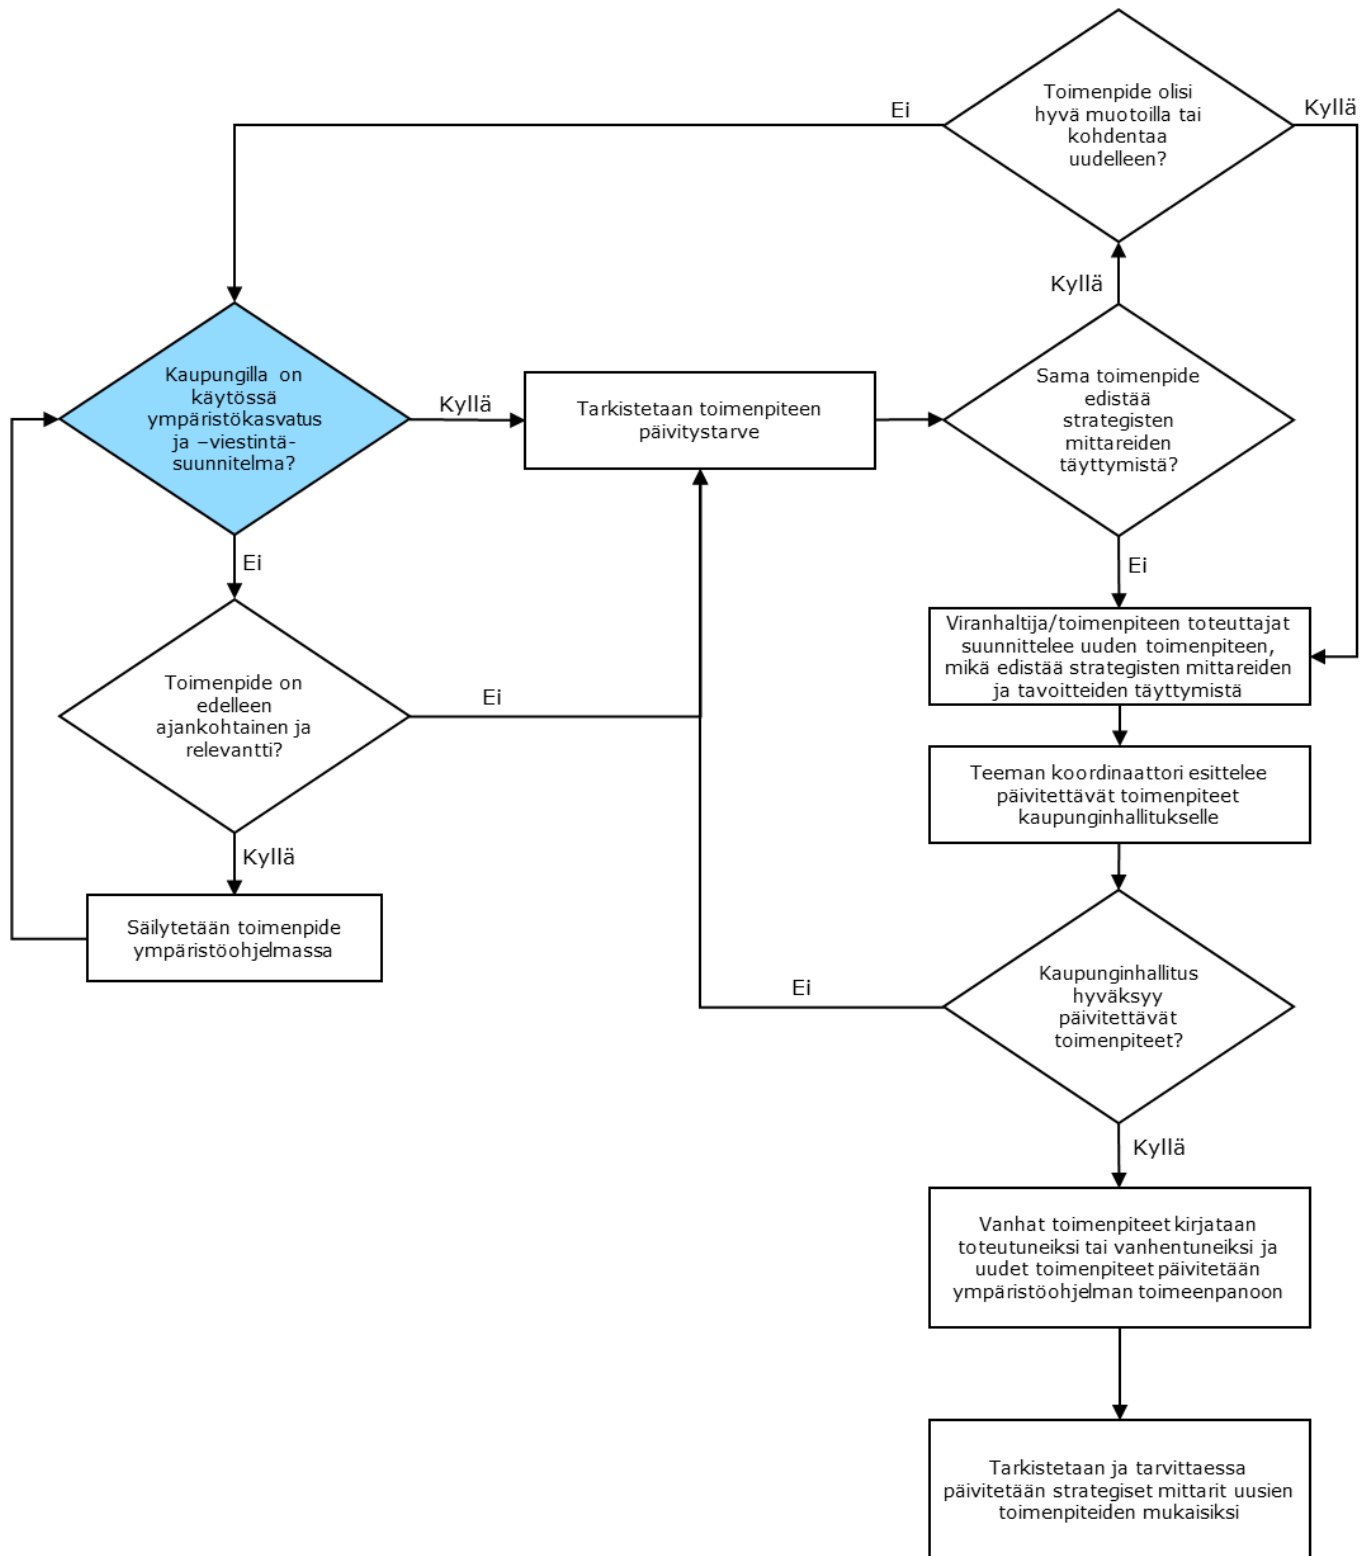 Toimenpide olisi
hyvä muotoilla tai
kohdentaa
uudelleen?
Ei
Kyllä
Kyllä
Kaupungilla on
käytössä
ympäristökasvatus
ja –viestintä-
suunnitelma?
Kyllä
Tarkistetaan toimenpiteen
päivitystarve
Sama toimenpide
edistää
strategisten
mittareiden
täyttymistä?
Ei
Ei
Viranhaltija/toimenpiteen toteuttajat
suunnittelee uuden toimenpiteen,
mikä edistää strategisten mittareiden
ja tavoitteiden täyttymistä
Toimenpide on
edelleen
ajankohtainen ja
relevantti?
Ei
Teeman koordinaattori esittelee
päivitettävät toimenpiteet
kaupunginhallitukselle
Kyllä
Säilytetään toimenpide
ympäristöohjelmassa
Kaupunginhallitus
hyväksyy
päivitettävät
toimenpiteet?
Ei
Kyllä
Vanhat toimenpiteet kirjataan
toteutuneiksi tai vanhentuneiksi ja
uudet toimenpiteet päivitetään
ympäristöohjelman toimeenpanoon
Tarkistetaan ja tarvittaessa
päivitetään strategiset mittarit uusien
toimenpiteiden mukaisiksi